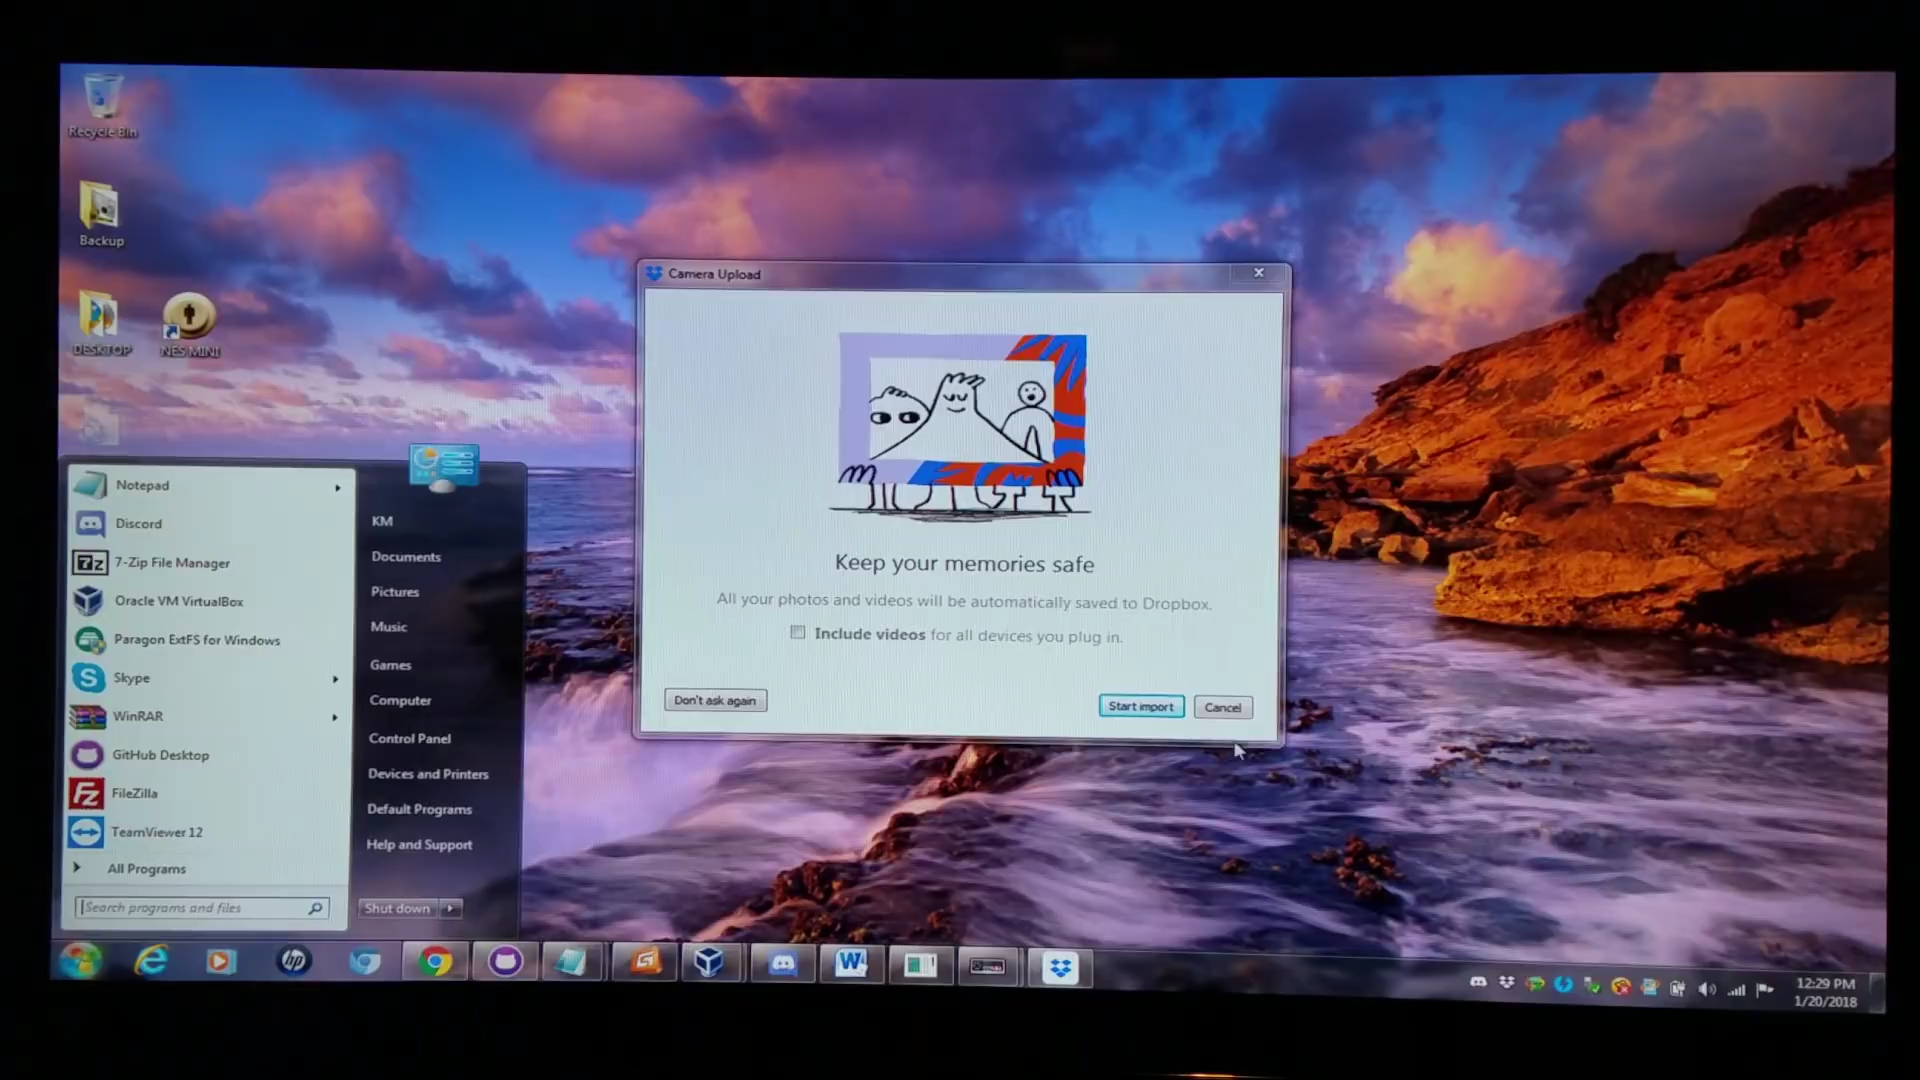 Recycle Bin
Backup
DESKTOP
NES MINI
Camera Upload
Keep your memories safe
All your photos and videos will be automatically saved to Dropbox.
Include videos for all devices you plug in.
Don't ask again
Start import
Cancel
Notepad
Discord
7-Zip File Manager
Oracle VM VirtualBox
Paragon ExtFS for Windows
Skype
WinRAR
GitHub Desktop
FileZilla
TeamViewer 12
All Programs
Search programs and files
KM
Documents
Pictures
Music
Games
Computer
Control Panel
Devices and Printers
Default Programs
Help and Support
Shut down
12:29 PM
1/20/2018